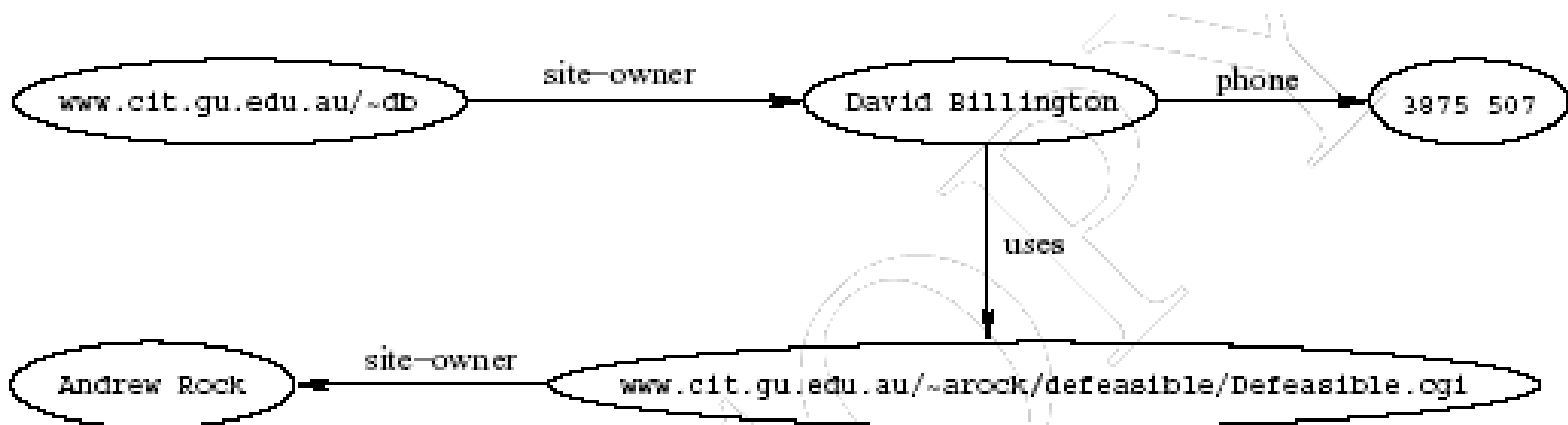 site-owner
phone
www.cit.gu.edu.au/~db
David Billington
3875 507
uses
site-owner
Andrew Rock
www.cit.gu.edu.au/~arock/defeasible/Defeasible.cgi